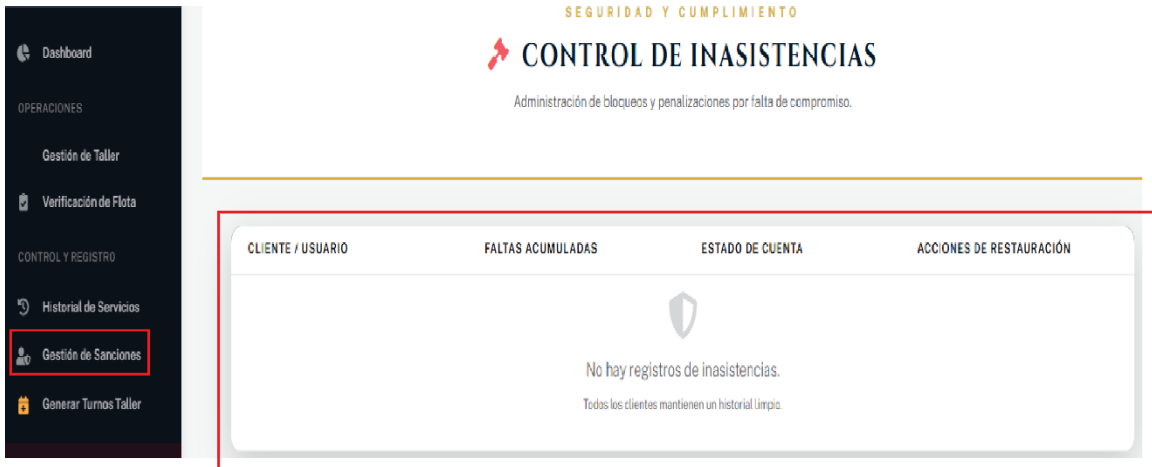 Dashboard
OPERACIONES
Gestión de Taller
Verificación de Flota
CONTROL Y REGISTRO
Historial de Servicios
Gestión de Sanciones
Generar Turnos Taller
SEGURIDAD Y CUMPLIMIENTO
CONTROL DE INASISTENCIAS
Administración de bloqueos y penalizaciones por falta de compromiso.
CLIENTE / USUARIO FALTAS ACUMULADAS ESTADO DE CUENTA ACCIONES DE RESTAURACIÓN
No hay registros de inasistencias.
Todos los clientes mantienen un historial limpio.